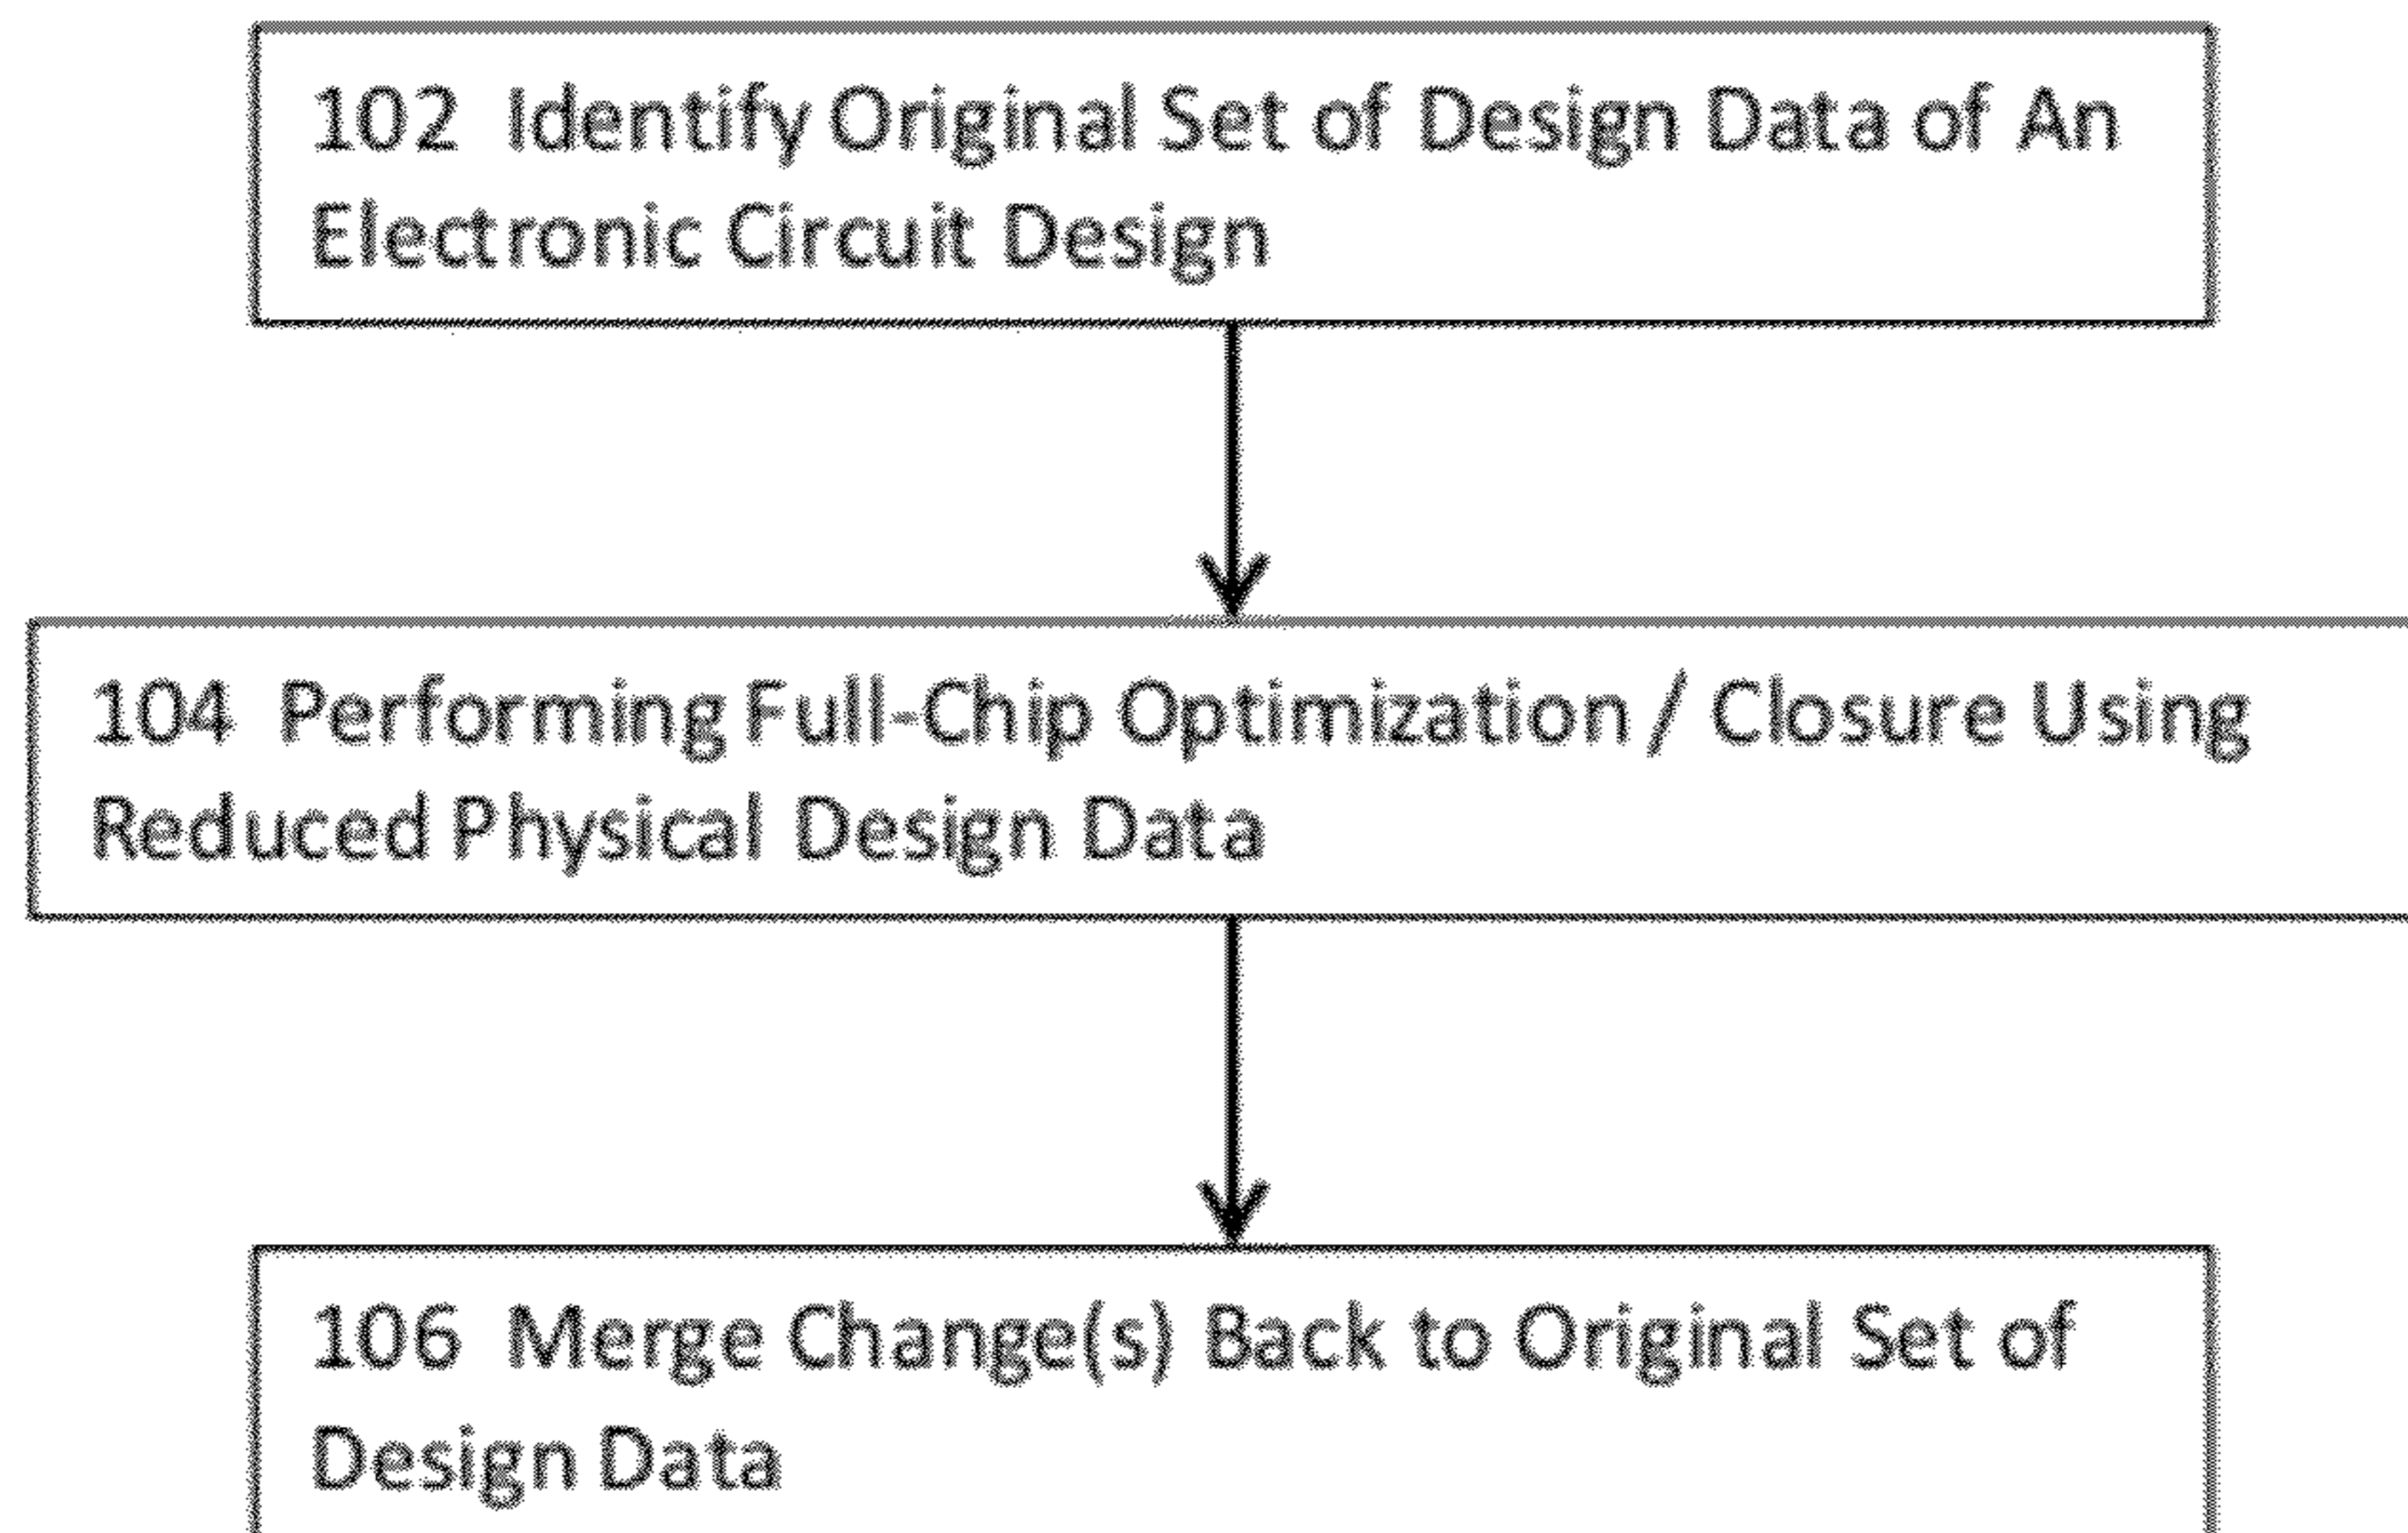 102 Identify Original Set of Design Data of An
Electronic Circuit Design
104 Performing Full-Chip Optimization / Closure Using
Reduced Physical Design Data
106 Merge Change(s) Back to Original Set of
Design Data